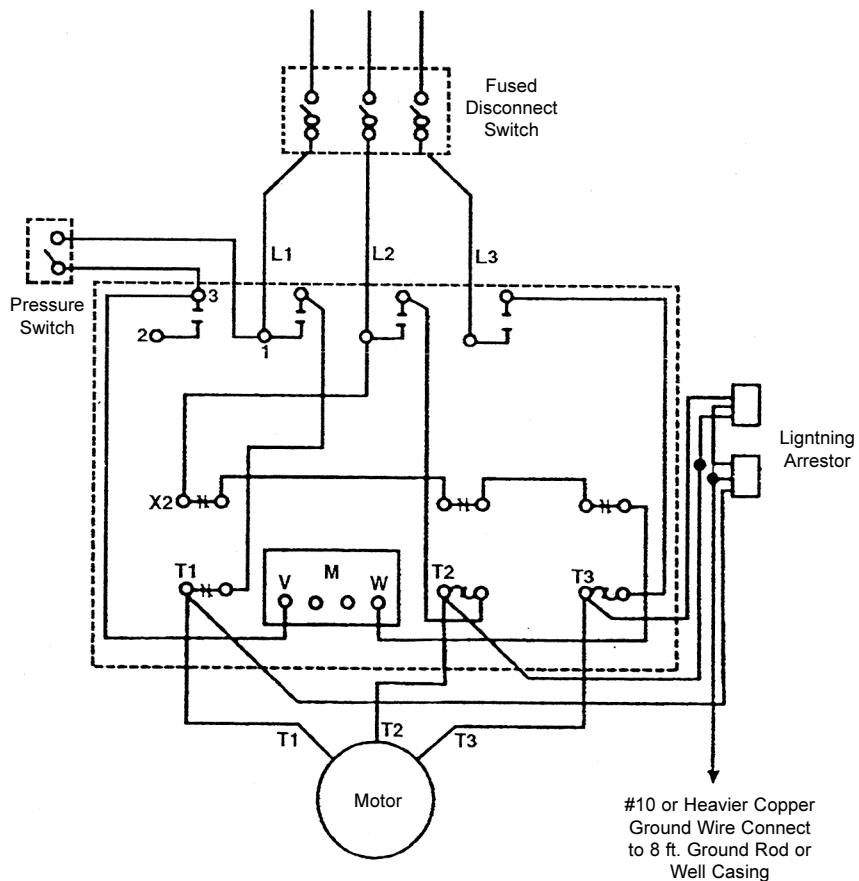 Fused
Disconnect
Switch
L1
L2
L3
Pressure
Switch
3
2
1
Ligntning
Arrestor
X2
T1
V
M
W
T2
T3
T1
T2
T3
Motor
#10 or Heavier Copper
Ground Wire Connect
to 8 ft. Ground Rod or
Well Casing